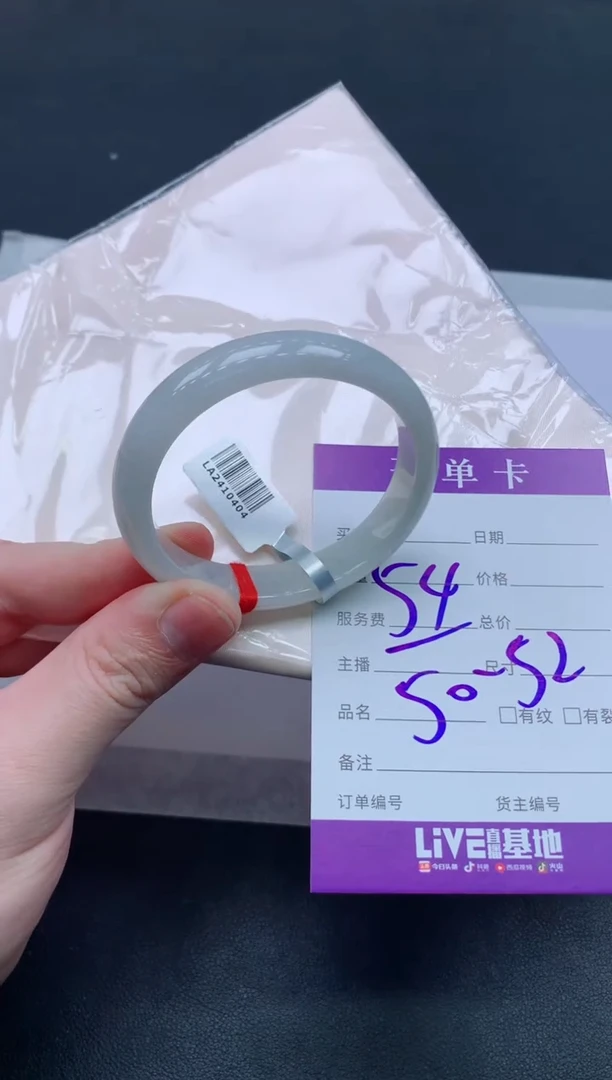 LA2410404
单卡
日期
价格
54
服务费
总价
主播
尺寸
50-52
品名
□有纹 □有裂
备注
订单编号
货主编号
LiVE直播基地
今日头条 抖音 西瓜视频 火山